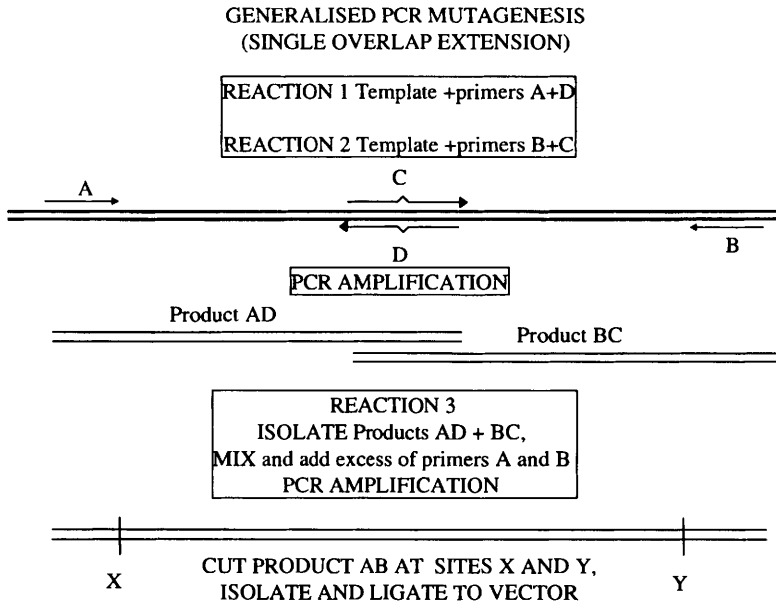 GENERALISED PCR MUTAGENESIS
(SINGLE OVERLAP EXTENSION)
REACTION 1 Template +primers A+D
REACTION 2 Template +primers B+C
A
C
D
B
PCR AMPLIFICATION
Product AD
Product BC
REACTION 3
ISOLATE Products AD + BC,
MIX and add excess of primers A and B
PCR AMPLIFICATION
X
CUT PRODUCT AB AT SITES X AND Y,
ISOLATE AND LIGATE TO VECTOR
Y